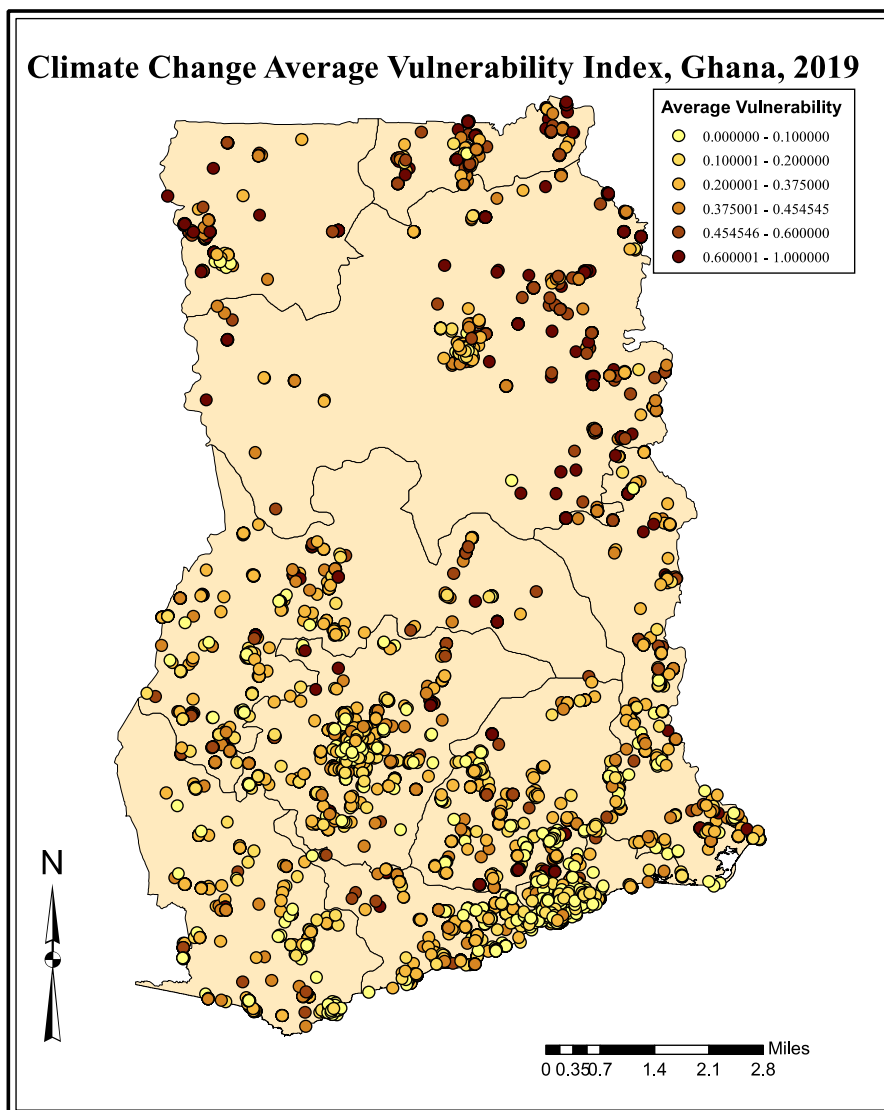 Climate Change Average Vulnerability Index, Ghana, 2019
Average Vulnerability
0.000000 - 0.100000
0.100001 - 0.200000
0.200001 - 0.375000
0.375001 - 0.454545
0.454546 - 0.600000
0.600001 - 1.000000
N
Miles
0 0.35 0.7 1.4 2.1 2.8